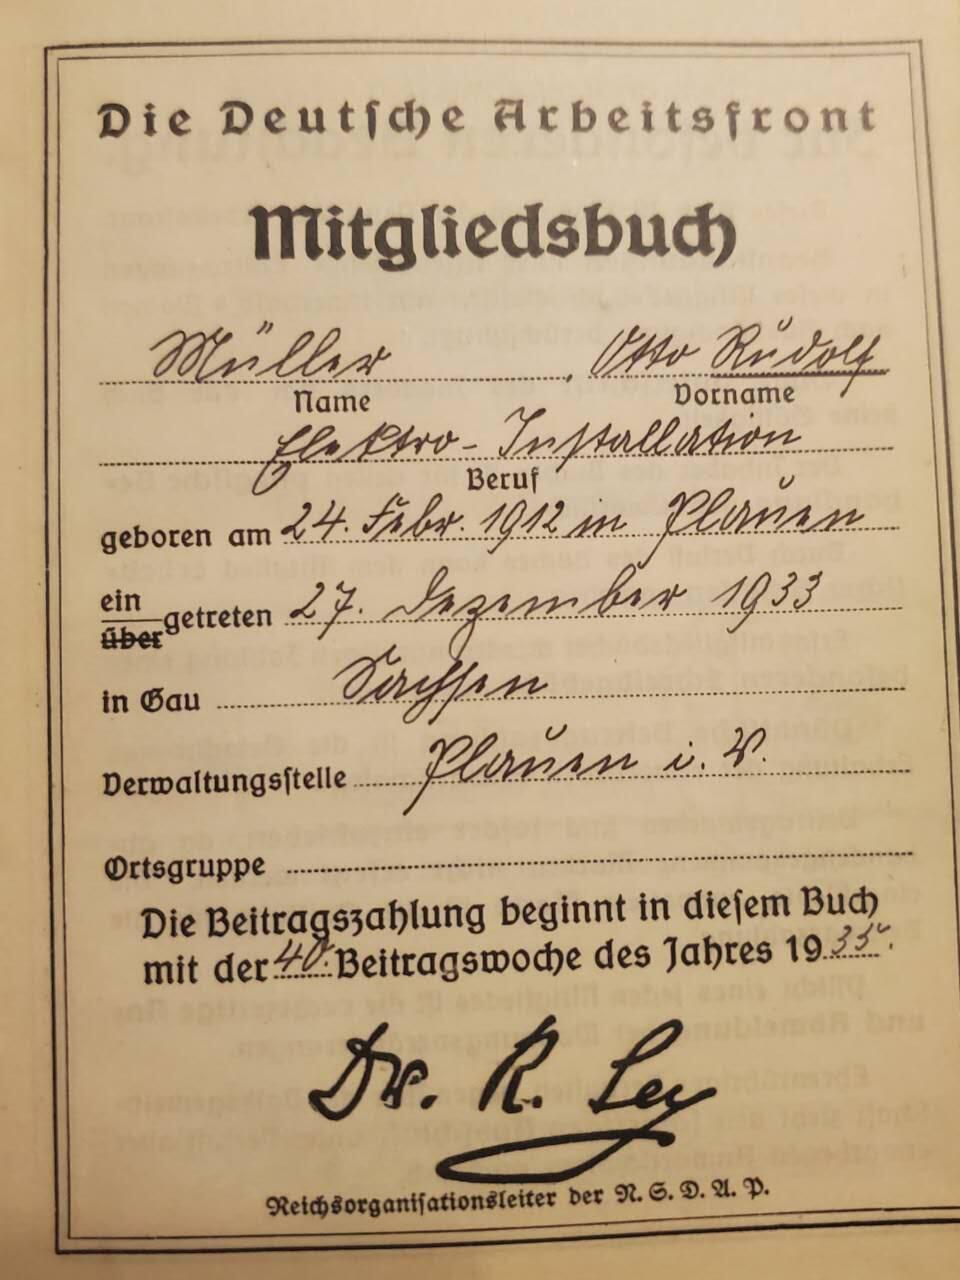 Die Deutsche Arbeitsfront
Mitgliedsbuch
Müller, Otto Rudolf
Name Vorname
Elektro-Installation
Beruf
geboren am 24. Febr. 1912 in Plauen
ein
über getreten 27. Dezember 1933
in Gau Sachsen
Verwaltungsstelle Plauen i. V.
Ortsgruppe
Die Beitragszahlung beginnt in diesem Buch
mit der 40. Beitragswoche des Jahres 1935.
Dr. R. Ley
Reichsorganisationsleiter der N. S. D. A. P.